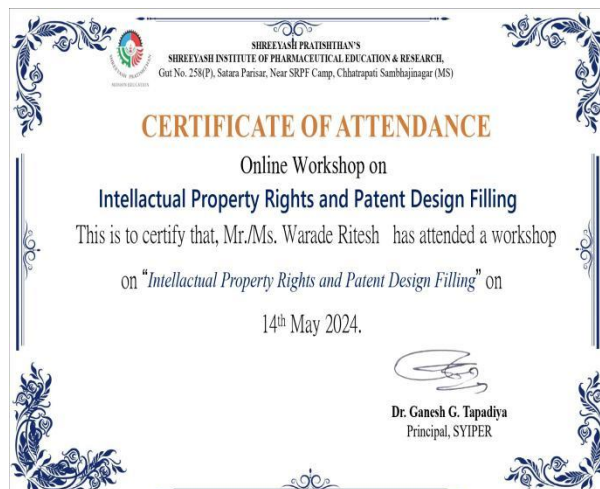 SHREEYASH PRATISHTHAN'S
SHREEYASH INSTITUTE OF PHARMACEUTICAL EDUCATION & RESEARCH,
Gut No. 258(P), Satara Parisar, Near SRPF Camp, Chhatrapati Sambhajinagar (MS)
SHREEYASH PRATISHTHAN
CERTIFICATE OF ATTENDANCE
Online Workshop on
Intellactual Property Rights and Patent Design Filling
This is to certify that, Mr./Ms. Warade Ritesh has attended a workshop
on “Intellactual Property Rights and Patent Design Filling” on
14th May 2024.
Dr. Ganesh G. Tapadiya
Principal, SYIPER